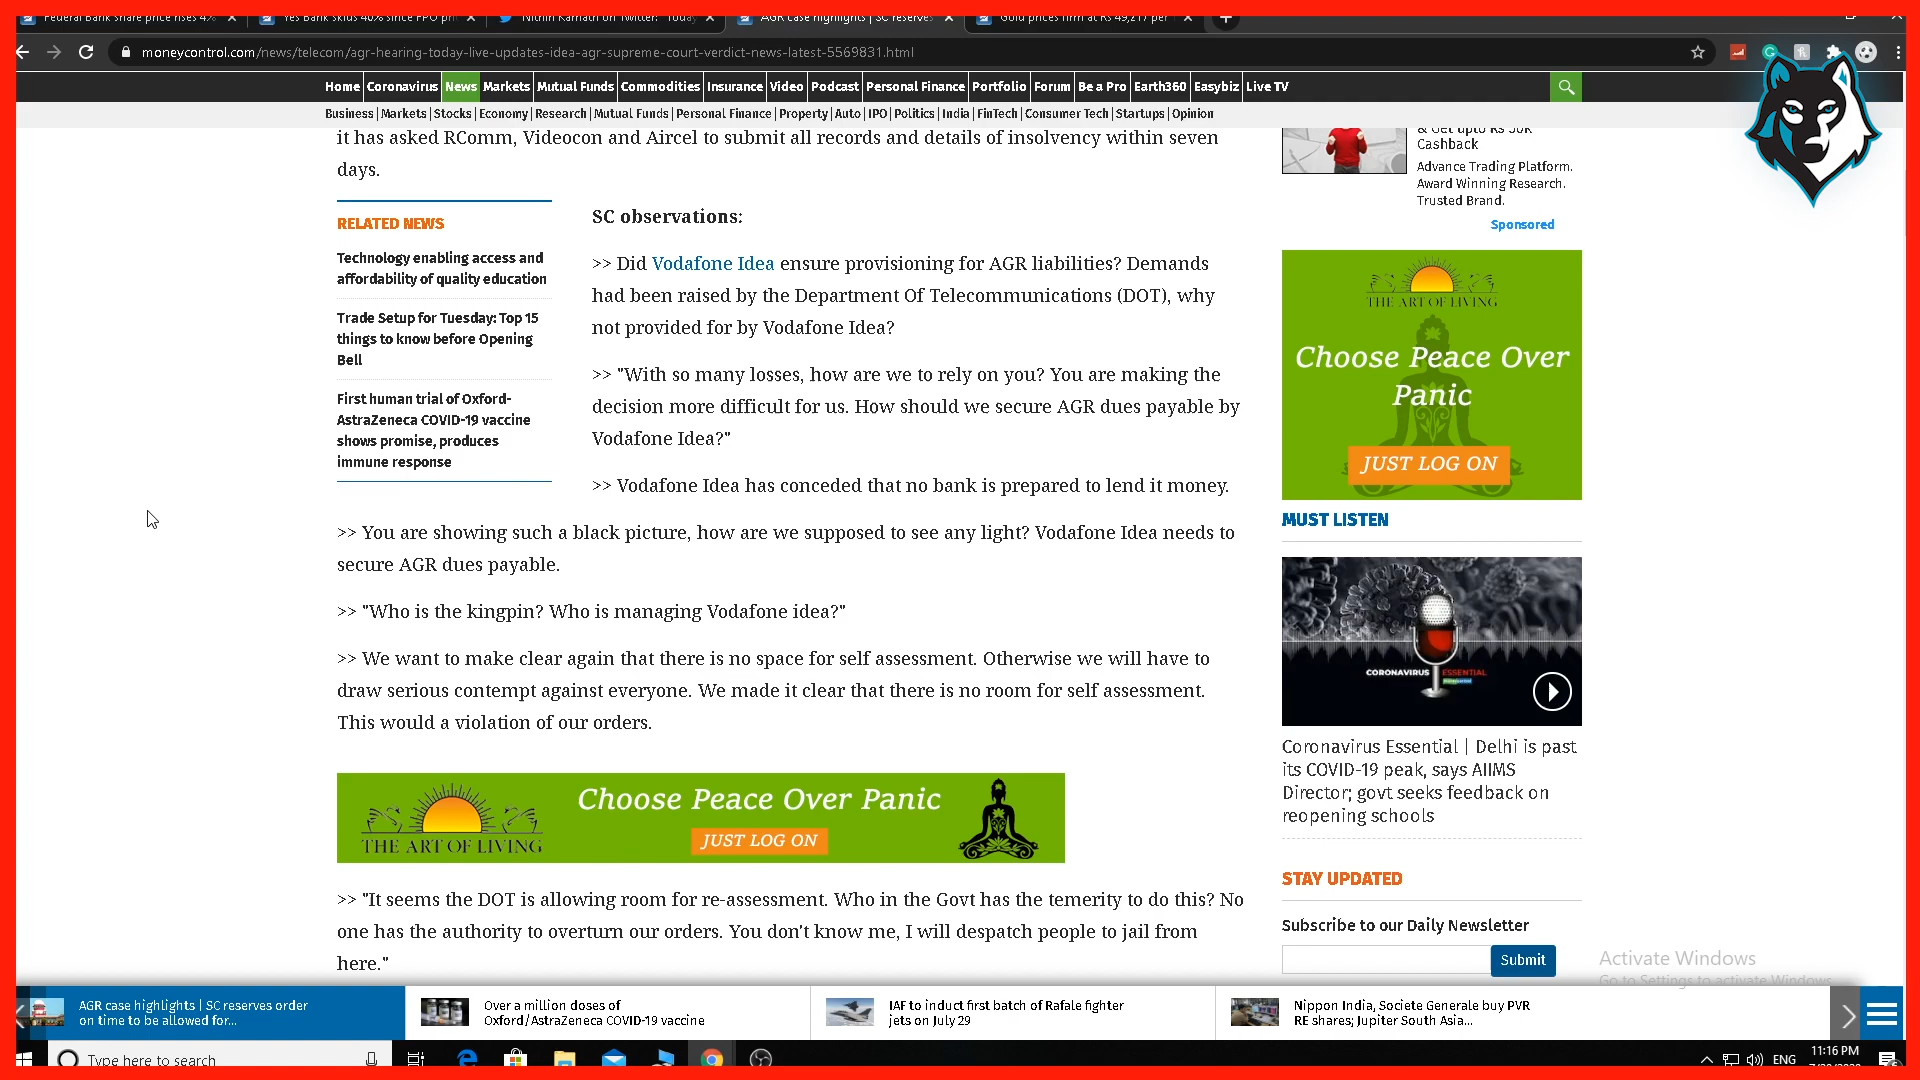 Federal Bank share price rises 4%
Yes Bank skids 40% since FPO
Nithin Kamath on Twitter: "Today
AGR case highlights | SC reserves
Gold prices firm at Rs 49,217 per
moneycontrol.com/news/telecom/agr-hearing-today-live-updates-idea-agr-supreme-court-verdict-news-latest-5569831.html
Home Coronavirus News Markets Mutual Funds Commodities Insurance Video Podcast Personal Finance Portfolio Forum Be a Pro Earth360 Easybiz Live TV
Business | Markets | Stocks | Economy | Research | Mutual Funds | Personal Finance | Property | Auto | IPO | Politics | India | FinTech | Consumer Tech | Startups | Opinion
it has asked RComm, Videocon and Aircel to submit all records and details of insolvency within seven
days.
RELATED NEWS
Technology enabling access and
affordability of quality education
Trade Setup for Tuesday: Top 15
things to know before Opening
Bell
First human trial of Oxford-
AstraZeneca COVID-19 vaccine
shows promise, produces
immune response
SC observations:
>> Did Vodafone Idea ensure provisioning for AGR liabilities? Demands
had been raised by the Department Of Telecommunications (DOT), why
not provided for by Vodafone Idea?
>> "With so many losses, how are we to rely on you? You are making the
decision more difficult for us. How should we secure AGR dues payable by
Vodafone Idea?"
>> Vodafone Idea has conceded that no bank is prepared to lend it money.
>> You are showing such a black picture, how are we supposed to see any light? Vodafone Idea needs to
secure AGR dues payable.
>> "Who is the kingpin? Who is managing Vodafone idea?"
>> We want to make clear again that there is no space for self assessment. Otherwise we will have to
draw serious contempt against everyone. We made it clear that there is no room for self assessment.
This would a violation of our orders.
THE ART OF LIVING
Choose Peace Over Panic
JUST LOG ON
>> "It seems the DOT is allowing room for re-assessment. Who in the Govt has the temerity to do this? No
one has the authority to overturn our orders. You don't know me, I will despatch people to jail from
here."
& Get upto Rs 50K
Cashback
Advance Trading Platform.
Award Winning Research.
Trusted Brand.
Sponsored
THE ART OF LIVING
Choose Peace Over
Panic
JUST LOG ON
MUST LISTEN
CORONAVIRUS ESSENTIAL
Coronavirus Essential | Delhi is past
its COVID-19 peak, says AIIMS
Director; govt seeks feedback on
reopening schools
STAY UPDATED
Subscribe to our Daily Newsletter
Submit
Activate Windows
Go to Settings to activate Windows.
AGR case highlights | SC reserves order
on time to be allowed for...
Over a million doses of
Oxford/AstraZeneca COVID-19 vaccine
IAF to induct first batch of Rafale fighter
jets on July 29
Nippon India, Societe Generale buy PVR
RE shares; Jupiter South Asia...
Type here to search
ENG
11:16 PM